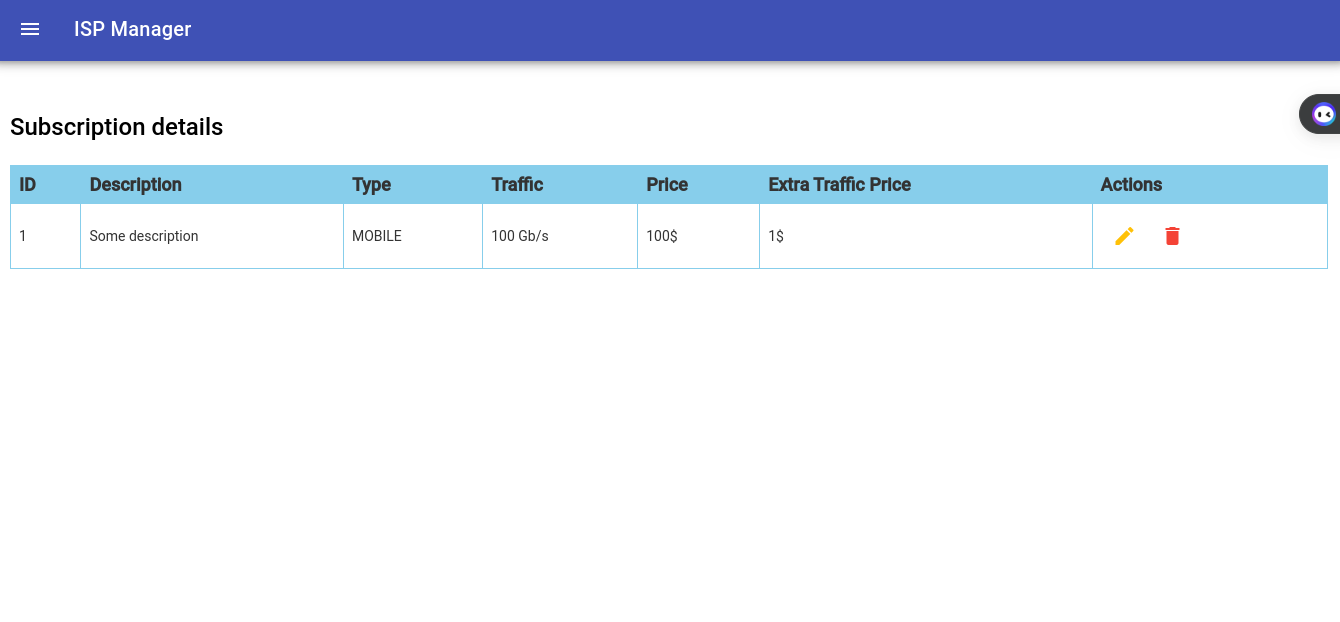 ISP Manager
Subscription details
ID Description Type Traffic Price Extra Traffic Price Actions
1 Some description MOBILE 100 Gb/s 100$ 1$